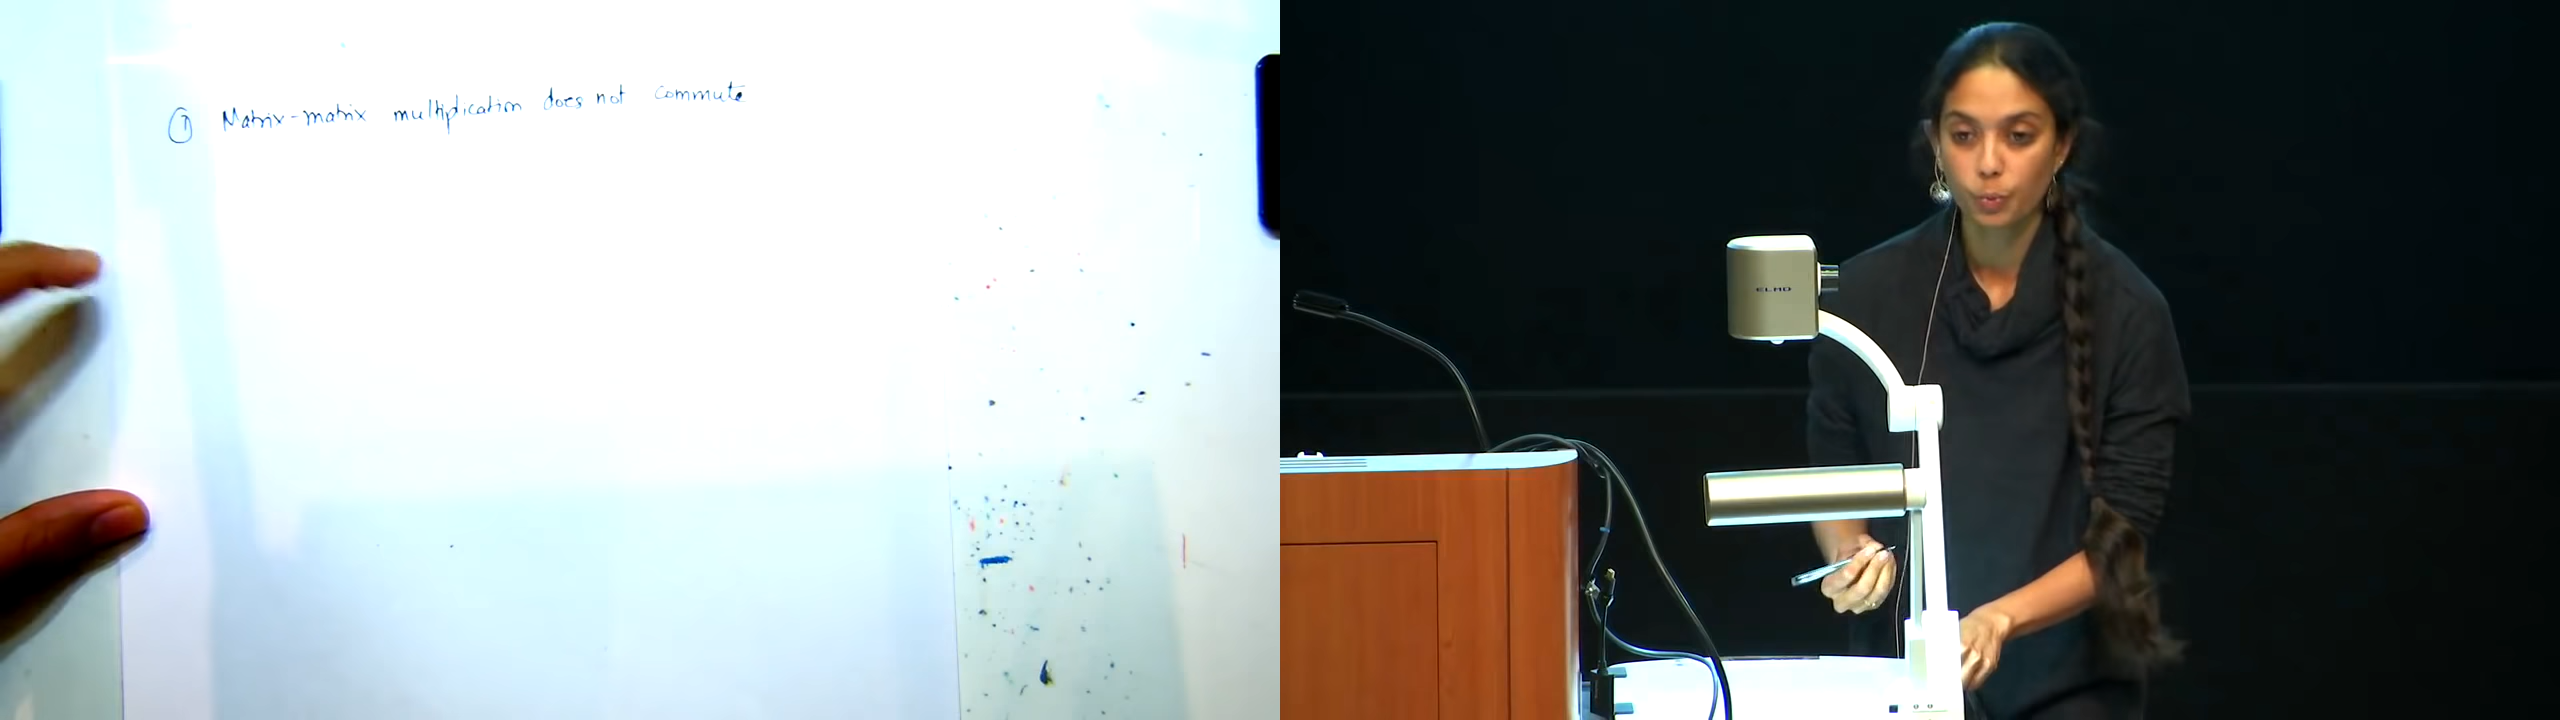 ① Matrix-matrix multiplication does not commute
ELMO